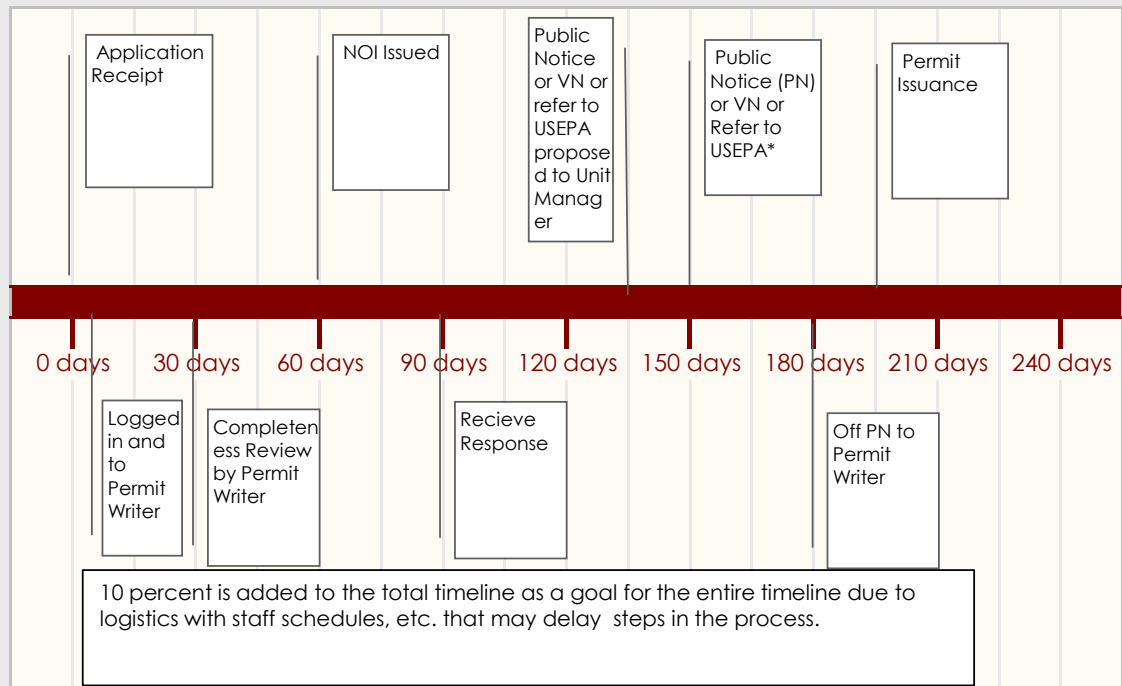 Application
Receipt
NOI Issued
Public
Notice
or VN or
refer to
USEPA
propose
d to Unit
Manag
er
Public
Notice (PN)
or VN or
Refer to
USEPA*
Permit
Issuance
0 days
30 days
60 days
90 days
120 days
150 days
180 days
210 days
240 days
Logged
in and
to
Permit
Writer
Completen
ess Review
by Permit
Writer
Recieve
Response
Off PN to
Permit
Writer
10 percent is added to the total timeline as a goal for the entire timeline due to
logistics with staff schedules, etc. that may delay  steps in the process.